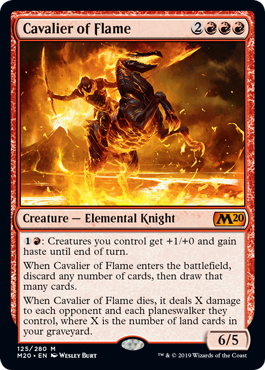 Cavalier of Flame 2
Creature — Elemental Knight M20
1 : Creatures you control get +1/+0 and gain
haste until end of turn.
When Cavalier of Flame enters the battlefield,
discard any number of cards, then draw
that many cards.
When Cavalier of Flame dies, it deals X damage
to each opponent and each planeswalker they
control, where X is the number of land cards
in your graveyard.
6/5
125/280 M
M20 • EN Wesley Burt ™ & © 2019 Wizards of the Coast